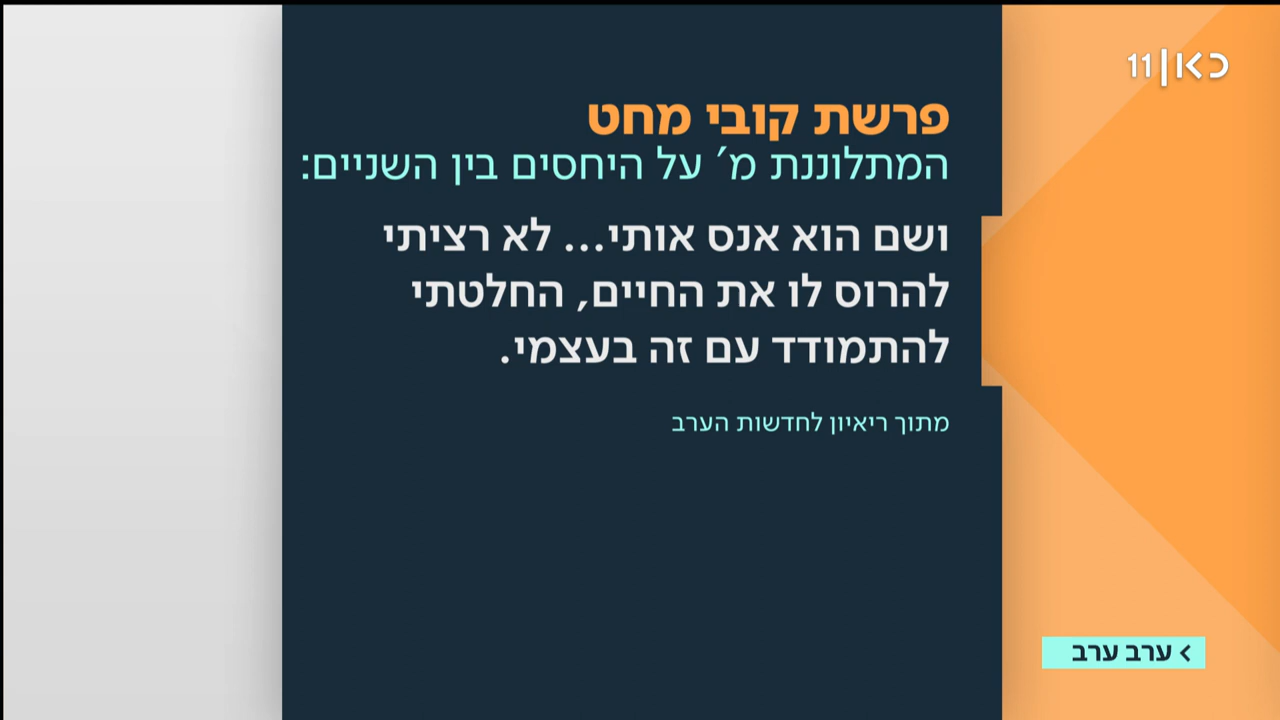 כאן 11
פרשת קובי מחט
המתלוננת מ׳ על היחסים בין השניים:
ושם הוא אנס אותי... לא רציתי
להרוס לו את החיים, החלטתי
להתמודד עם זה בעצמי.
מתוך ריאיון לחדשות הערב
ערב ערב